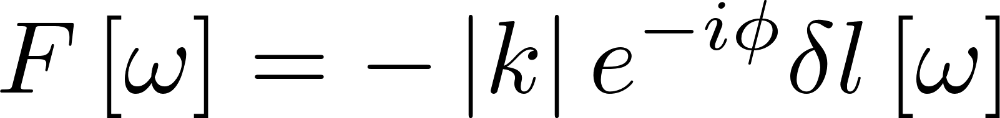 F [ω] = − |k| e^{−iϕ} δl [ω]